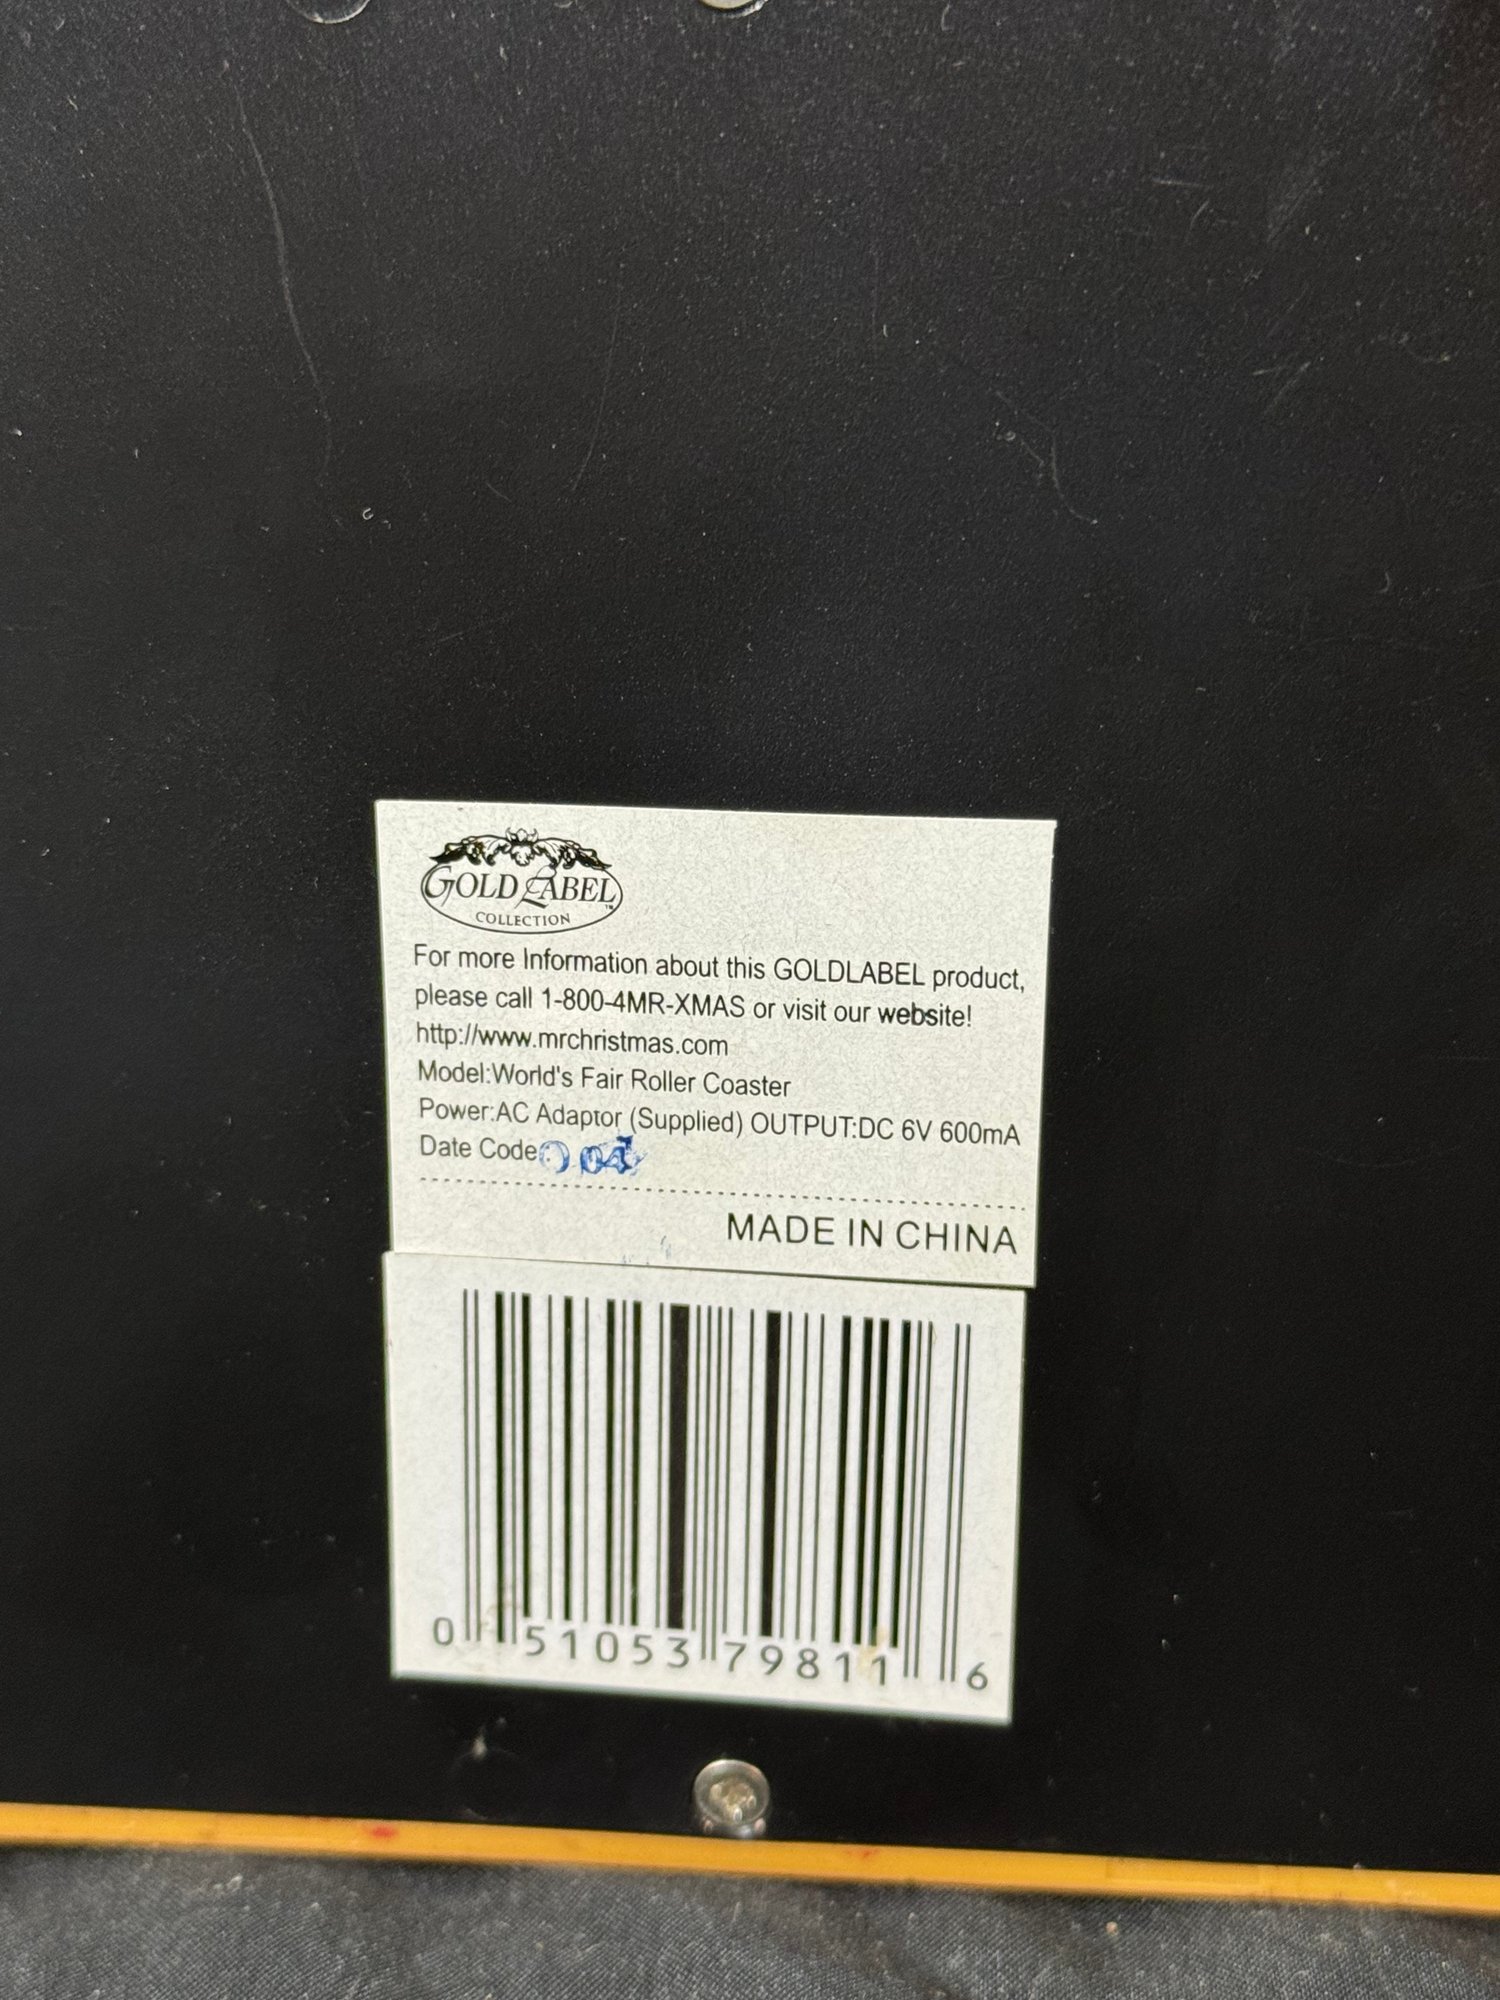 GOLD LABEL
COLLECTION
For more Information about this GOLDLABEL product,
please call 1-800-4MR-XMAS or visit our website!
http://www.mrchristmas.com
Model:World's Fair Roller Coaster
Power:AC Adaptor (Supplied) OUTPUT:DC 6V 600mA
Date Code:
MADE IN CHINA
0 51053 79811 6